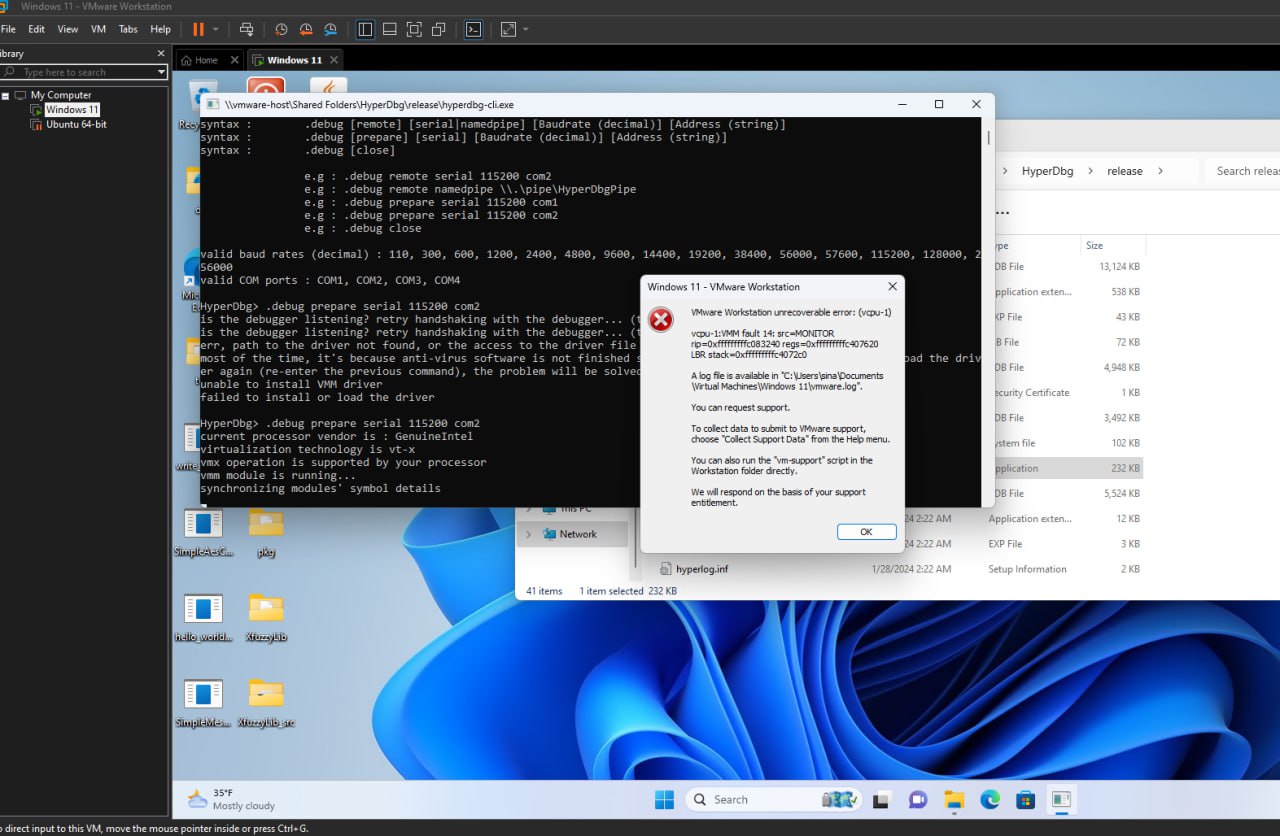 Windows 11 - VMware Workstation
File Edit View VM Tabs Help
ibrary
Type here to search
My Computer
Windows 11
Ubuntu 64-bit
Home
Windows 11
\\vmware-host\Shared Folders\HyperDbg\release\hyperdbg-cli.exe
syntax : .debug [remote] [serial|namedpipe] [Baudrate (decimal)] [Address (string)]
syntax : .debug [prepare] [serial] [Baudrate (decimal)] [Address (string)]
syntax : .debug [close]
e.g : .debug remote serial 115200 com2
e.g : .debug remote namedpipe \\.\pipe\HyperDbgPipe
e.g : .debug prepare serial 115200 com1
e.g : .debug prepare serial 115200 com2
e.g : .debug close
valid baud rates (decimal) : 110, 300, 600, 1200, 2400, 4800, 9600, 14400, 19200, 38400, 56000, 57600, 115200, 128000, 2
56000
valid COM ports : COM1, COM2, COM3, COM4
HyperDbg> .debug prepare serial 115200 com2
is the debugger listening? retry handshaking with the debugger... (
is the debugger listening? retry handshaking with the debugger... (
err, path to the driver not found, or the access to the driver file
most of the time, it's because anti-virus software is not finished s
oad the driv
er again (re-enter the previous command), the problem will be solve
unable to install VMM driver
failed to install or load the driver
HyperDbg> .debug prepare serial 115200 com2
current processor vendor is : GenuineIntel
virtualization technology is vt-x
vmx operation is supported by your processor
vmm module is running...
synchronizing modules' symbol details
Windows 11 - VMware Workstation
VMware Workstation unrecoverable error: (vcpu-1)
vcpu-1:VMM fault 14: src=MONITOR
rip=0xfffffffffc083240 regs=0xfffffffffc407620
LBR stack=0xfffffffffc4072c0
A log file is available in "C:\Users\sina\Documents
\Virtual Machines\Windows 11\vmware.log".
You can request support.
To collect data to submit to VMware support,
choose "Collect Support Data" from the Help menu.
You can also run the "vm-support" script in the
Workstation folder directly.
We will respond on the basis of your support
entitlement.
OK
HyperDbg > release > Search releas
...
ype Size
DB File 13,124 KB
pplication exten... 538 KB
XP File 43 KB
B File 72 KB
DB File 4,948 KB
ecurity Certificate 1 KB
DB File 3,492 KB
ystem file 102 KB
pplication 232 KB
DB File 5,524 KB
24 2:22 AM Application exten... 12 KB
24 2:22 AM EXP File 3 KB
hyperlog.inf 1/28/2024 2:22 AM Setup Information 2 KB
This PC
Network
41 items 1 item selected 232 KB
Recy
Mic
write_
SimpleAesC...
pkg
hello_world...
XfuzzyLib
SimpleMes...
XfuzzyLib_src
35°F
Mostly cloudy
Search
o direct input to this VM, move the mouse pointer inside or press Ctrl+G.